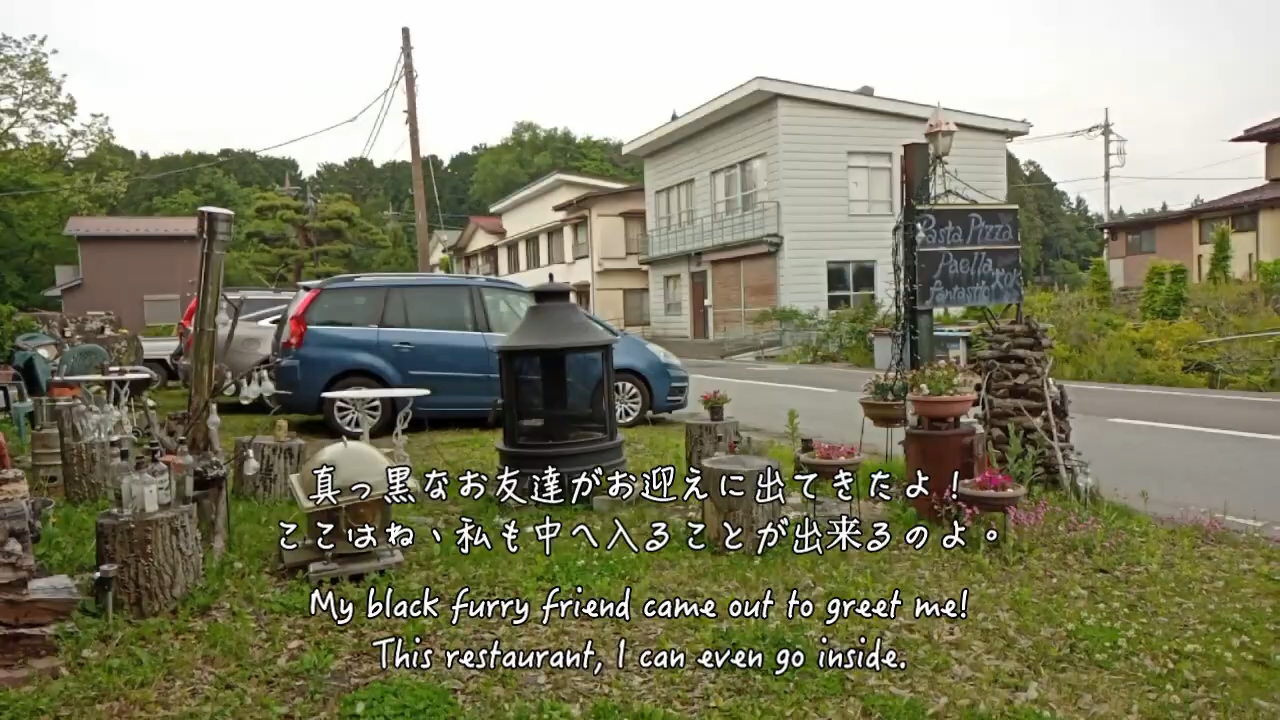 Pasta Pizza
Paella
fantastic
真っ黒なお友達がお迎えに出てきたよ！
ここはね、私も中へ入ることが出来るのよ。
My black furry friend came out to greet me!
This restaurant, I can even go inside.